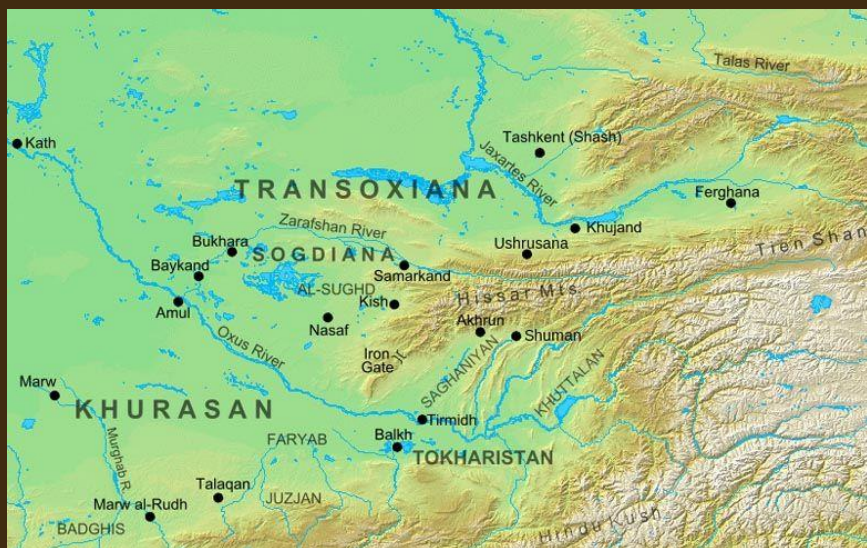 Talas River
Kath
Tashkent (Shash)
Jaxartes River
TRANSOXIANA
Ferghana
Zarafshan River
Khujand
Bukhara
Ushrusana
Tien Shan
SOGDIANA
Baykand
Samarkand
AL-SUGHD
Hissar Mts
Kish
Amul
Nasaf
Akhrun
Shuman
Oxus River
Iron
Gate
SAGHANIYAN
KHUTTALAN
Marw
KHURASAN
Tirmidh
FARYAB
Balkh
TOKHARISTAN
Murghab R.
Talaqan
JUZJAN
Marw al-Rudh
BADGHIS
Hindu Kush